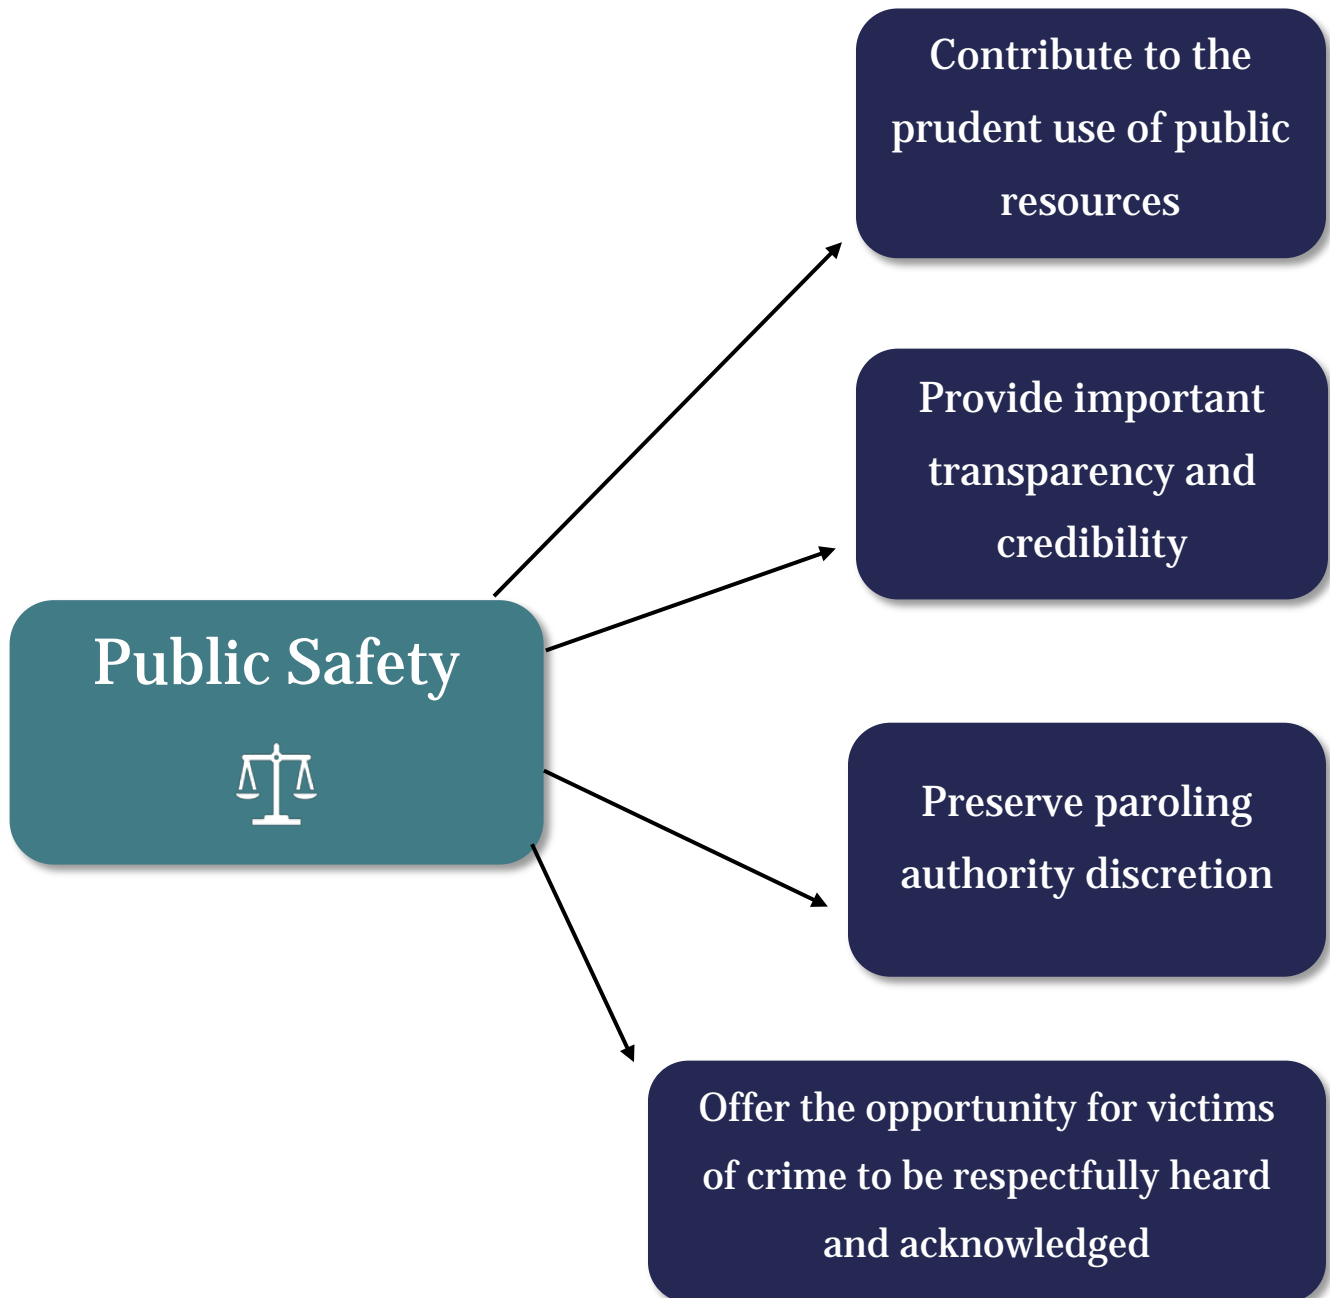 Contribute to the
prudent use of public
resources
Provide important
transparency and
credibility
Public Safety
Preserve paroling
authority discretion
Offer the opportunity for victims
of crime to be respectfully heard
and acknowledged